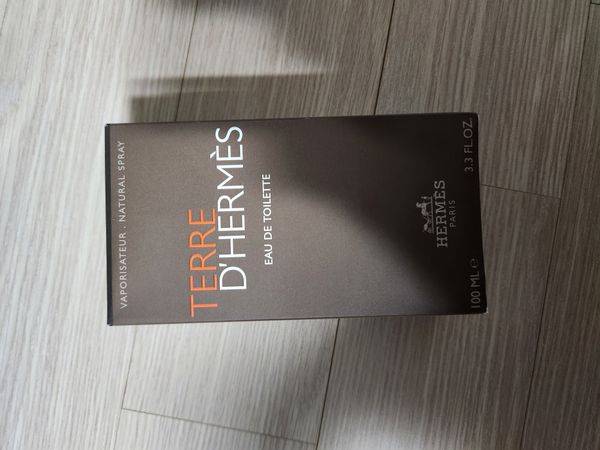 VAPORISATEUR . NATURAL SPRAY
TERRE
D'HERMÈS
EAU DE TOILETTE
HERMÈS
PARIS
100 ML ℮ 3.3 FL.OZ.